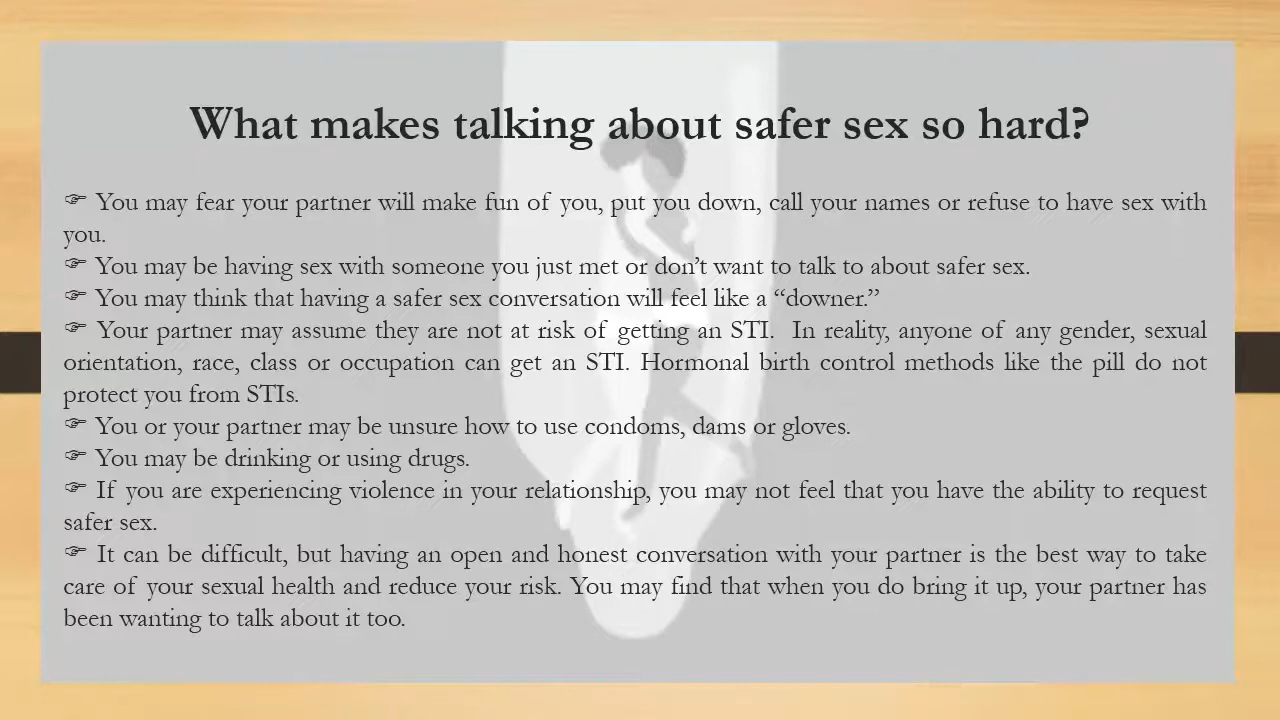 What makes talking about safer sex so hard?
☞ You may fear your partner will make fun of you, put you down, call your names or refuse to have sex with
you.
☞ You may be having sex with someone you just met or don’t want to talk to about safer sex.
☞ You may think that having a safer sex conversation will feel like a “downer.”
☞ Your partner may assume they are not at risk of getting an STI. In reality, anyone of any gender, sexual
orientation, race, class or occupation can get an STI. Hormonal birth control methods like the pill do not
protect you from STIs.
☞ You or your partner may be unsure how to use condoms, dams or gloves.
☞ You may be drinking or using drugs.
☞ If you are experiencing violence in your relationship, you may not feel that you have the ability to request
safer sex.
☞ It can be difficult, but having an open and honest conversation with your partner is the best way to take
care of your sexual health and reduce your risk. You may find that when you do bring it up, your partner has
been wanting to talk about it too.